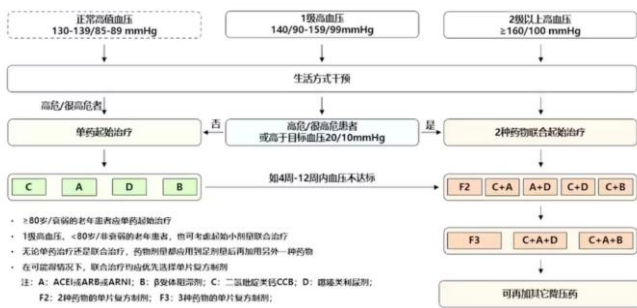 正常高值血压
130-139/85-89 mmHg
1级高血压
140/90-159/99mmHg
2级以上高血压
≥160/100 mmHg
生活方式干预
高危/很高危者
单药起始治疗
否
高危/很高危患者
或高于目标血压20/10mmHg
是
2种药物联合起始治疗
C
A
D
B
如4周-12周内血压不达标
F2
C+A
A+D
C+D
C+B
F3
C+A+D
C+A+B
可再加其它降压药
· ≥80岁/衰弱的老年患者应单药起始治疗
· 1级高血压、<80岁/非衰弱的老年患者，也可考虑起始小剂量联合治疗
· 无论单药治疗还是联合治疗，药物剂量都应用到足剂量后再加用另外一种药物
· 在可能得情况下，联合治疗均应优先选择单片复方制剂
注：A：ACEI或ARB或ARNI；B：β受体阻滞剂；C：二氢吡啶类钙CCB；D：噻嗪类利尿剂；
F2：2种药物的单片复方制剂；F3：3种药物的单片复方制剂；